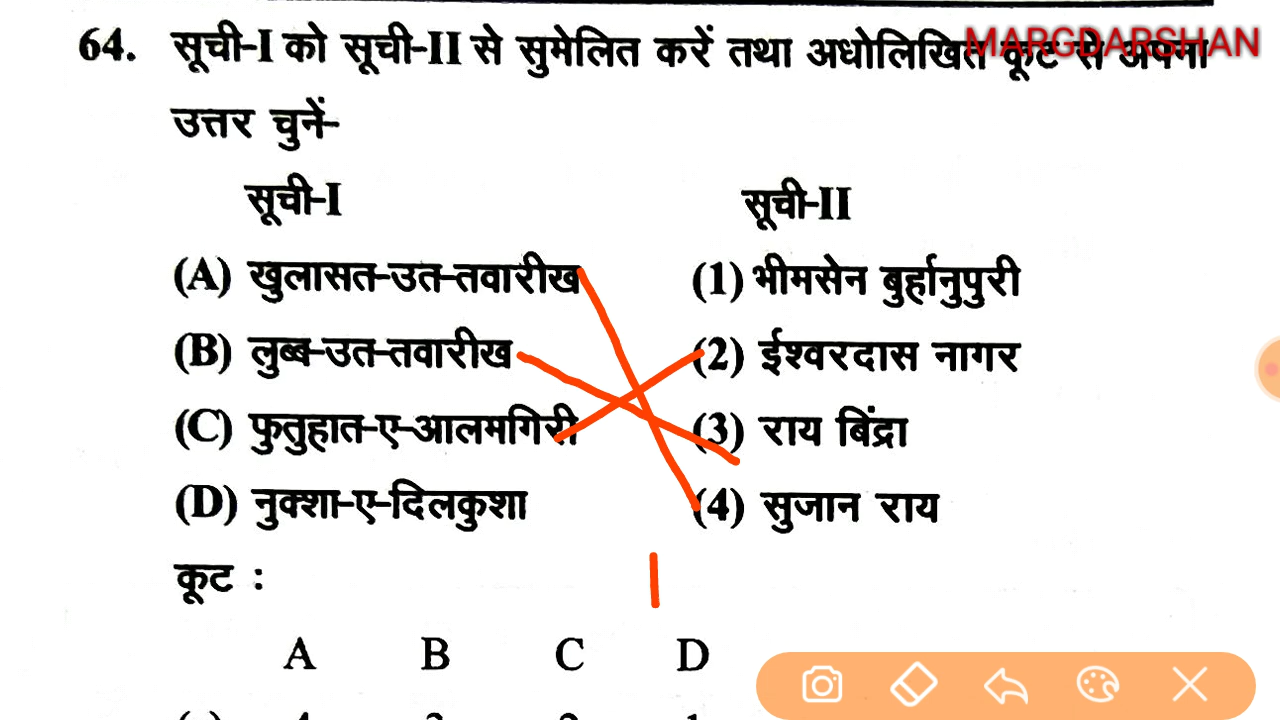 MARGDARSHAN
64. सूची-I को सूची-II से सुमेलित करें तथा अधोलिखित कूट से अपना
उत्तर चुनें-
सूची-I सूची-II
(A) खुलासत-उत-तवारीख (1) भीमसेन बुर्हानुपुरी
(B) लुब्ब-उत-तवारीख (2) ईश्वरदास नागर
(C) फुतुहात-ए-आलमगिरी (3) राय बिंद्रा
(D) नुक्शा-ए-दिलकुशा (4) सुजान राय
कूट :
A B C D